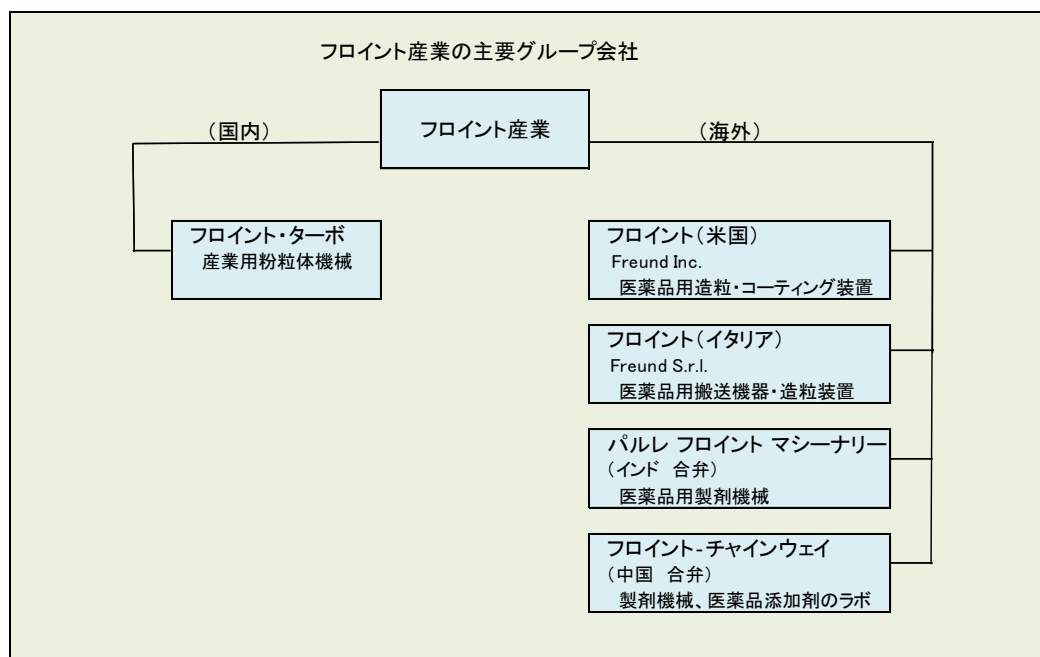 フロイント産業の主要グループ会社
（国内）
フロイント産業
（海外）
フロイント・ターボ
産業用粉粒体機械
フロイント（米国）
Freund Inc.
医薬品用造粒・コーティング装置
フロイント（イタリア）
Freund S.r.l.
医薬品用搬送機器・造粒装置
パルレ フロイント マシーナリー
（インド　合弁）
医薬品用製剤機械
フロイント-チャインウェイ
（中国　合弁）
製剤機械、医薬品添加剤のラボ